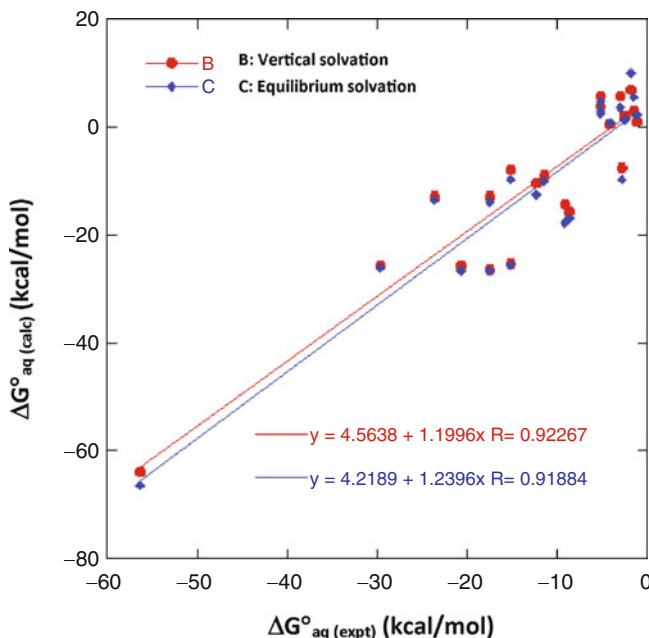 20
B B: Vertical solvation
C C: Equilibrium solvation
0
−20
−40
−60
−80
ΔG°aq (calc) (kcal/mol)
y = 4.5638 + 1.1996x R= 0.92267
y = 4.2189 + 1.2396x R= 0.91884
−60 −50 −40 −30 −20 −10 0
ΔG°aq (expt) (kcal/mol)